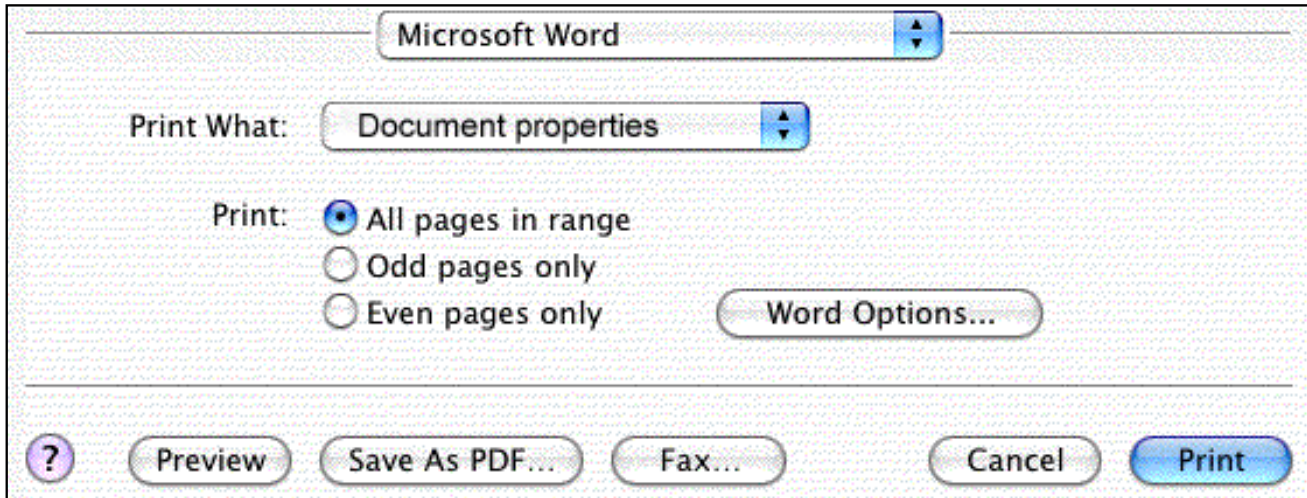 Microsoft Word
Print What: Document properties
Print: All pages in range
Odd pages only
Even pages only Word Options...
? Preview Save As PDF... Fax... Cancel Print